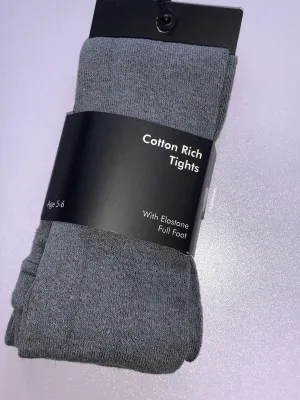 Cotton Rich
Tights
Age 5-6
With Elastane
Full Foot